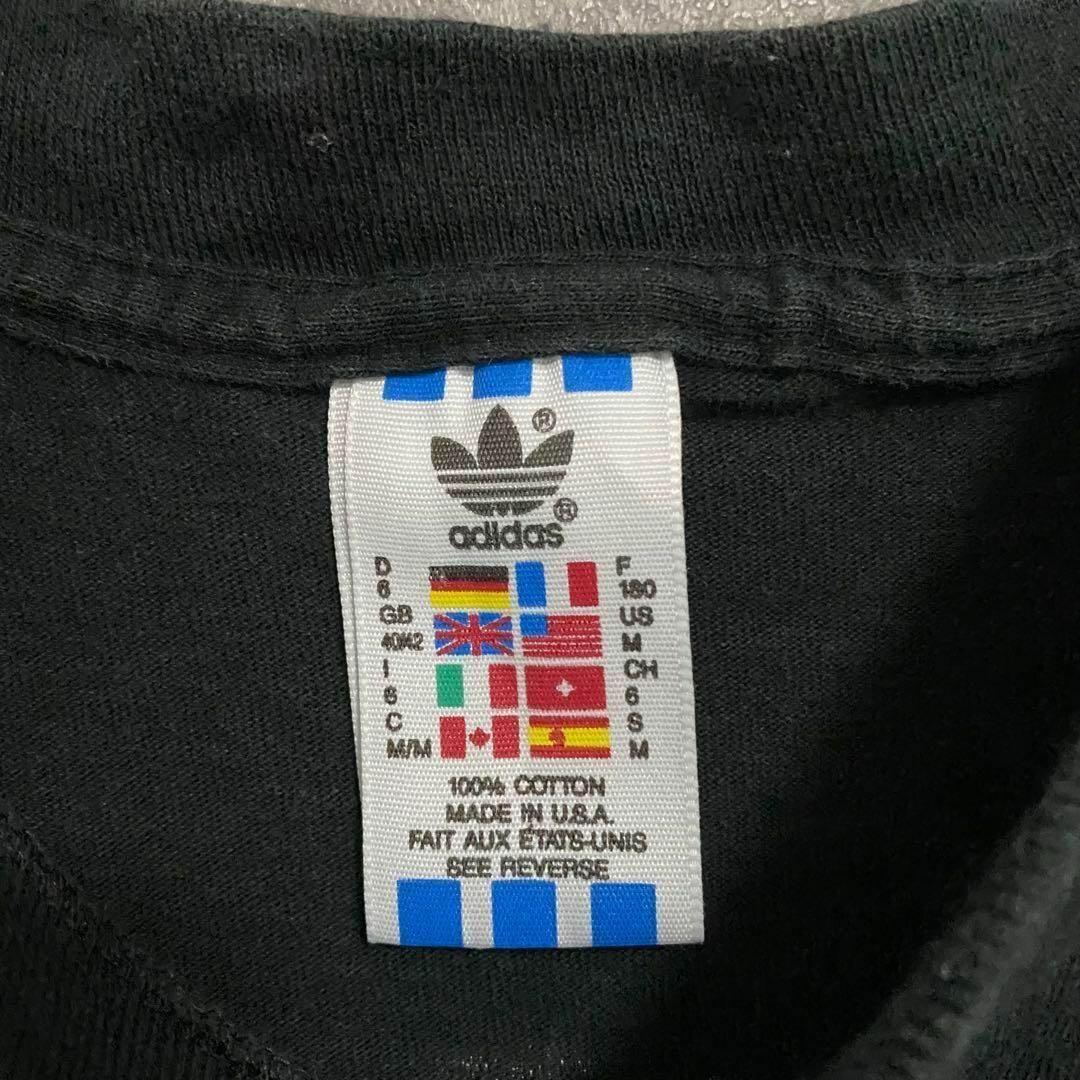 ®
adidas®
D F
6 180
GB US
40/42 M
I CH
6 6
C S
M/M M
100% COTTON
MADE IN U.S.A.
FAIT AUX ÉTATS-UNIS
SEE REVERSE